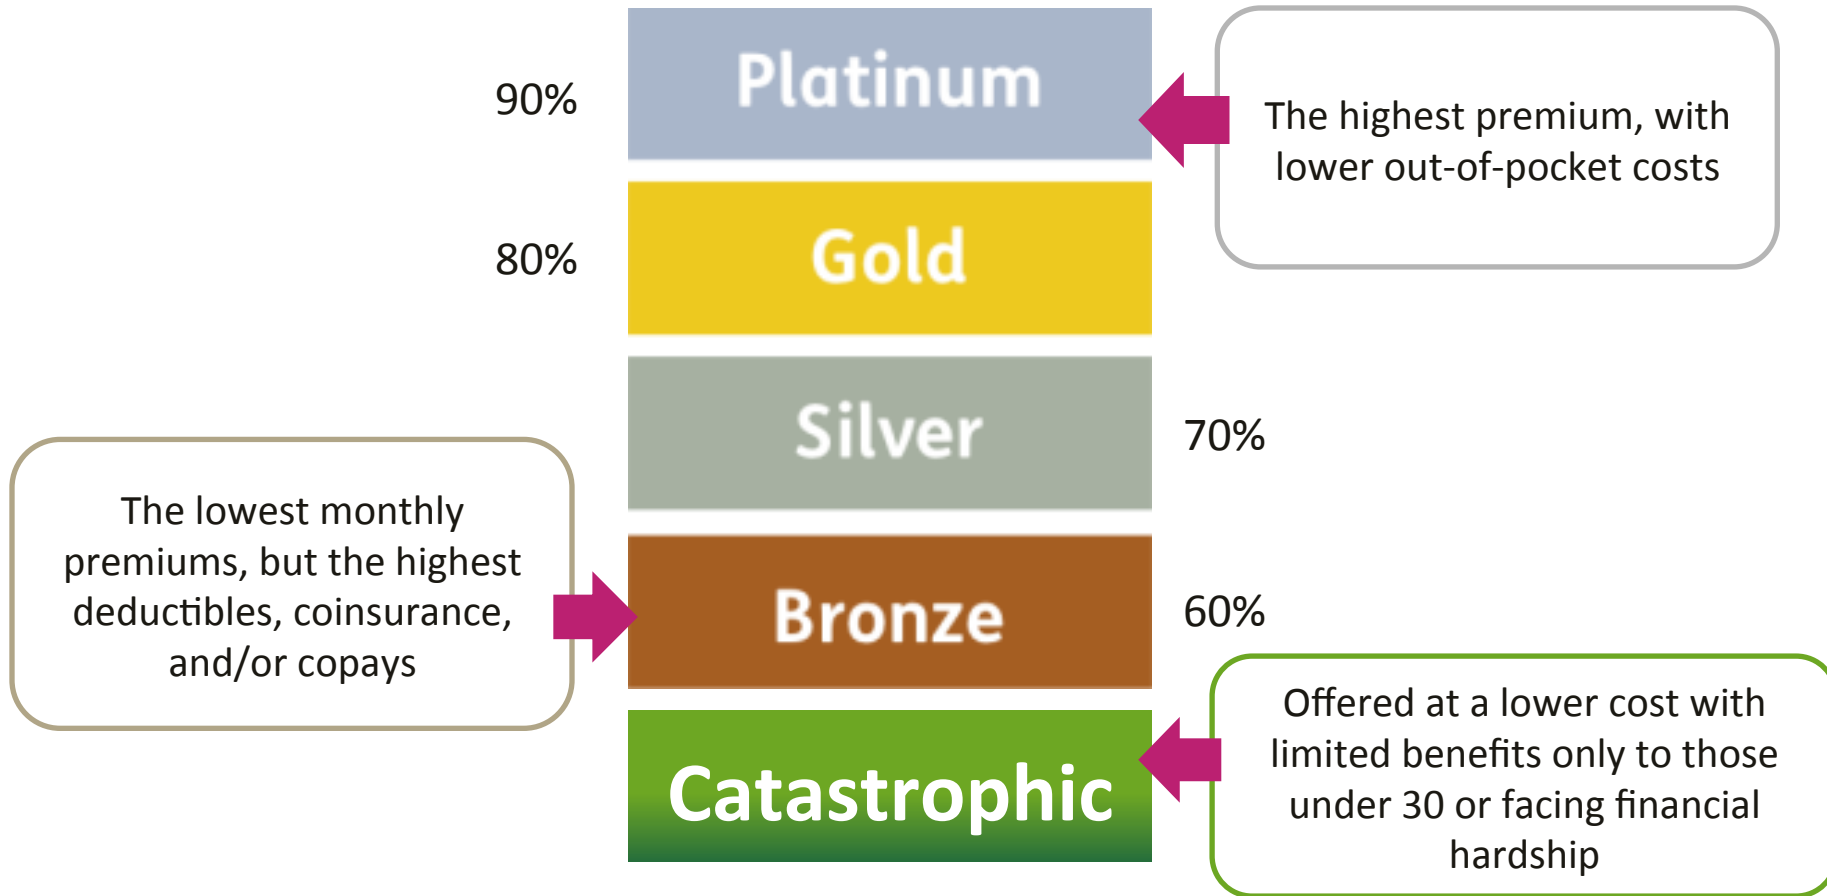 90%
Platinum
The highest premium, with
lower out-of-pocket costs
80%
Gold
Silver
70%
The lowest monthly
premiums, but the highest
deductibles, coinsurance,
and/or copays
Bronze
60%
Catastrophic
Offered at a lower cost with
limited benefits only to those
under 30 or facing financial
hardship